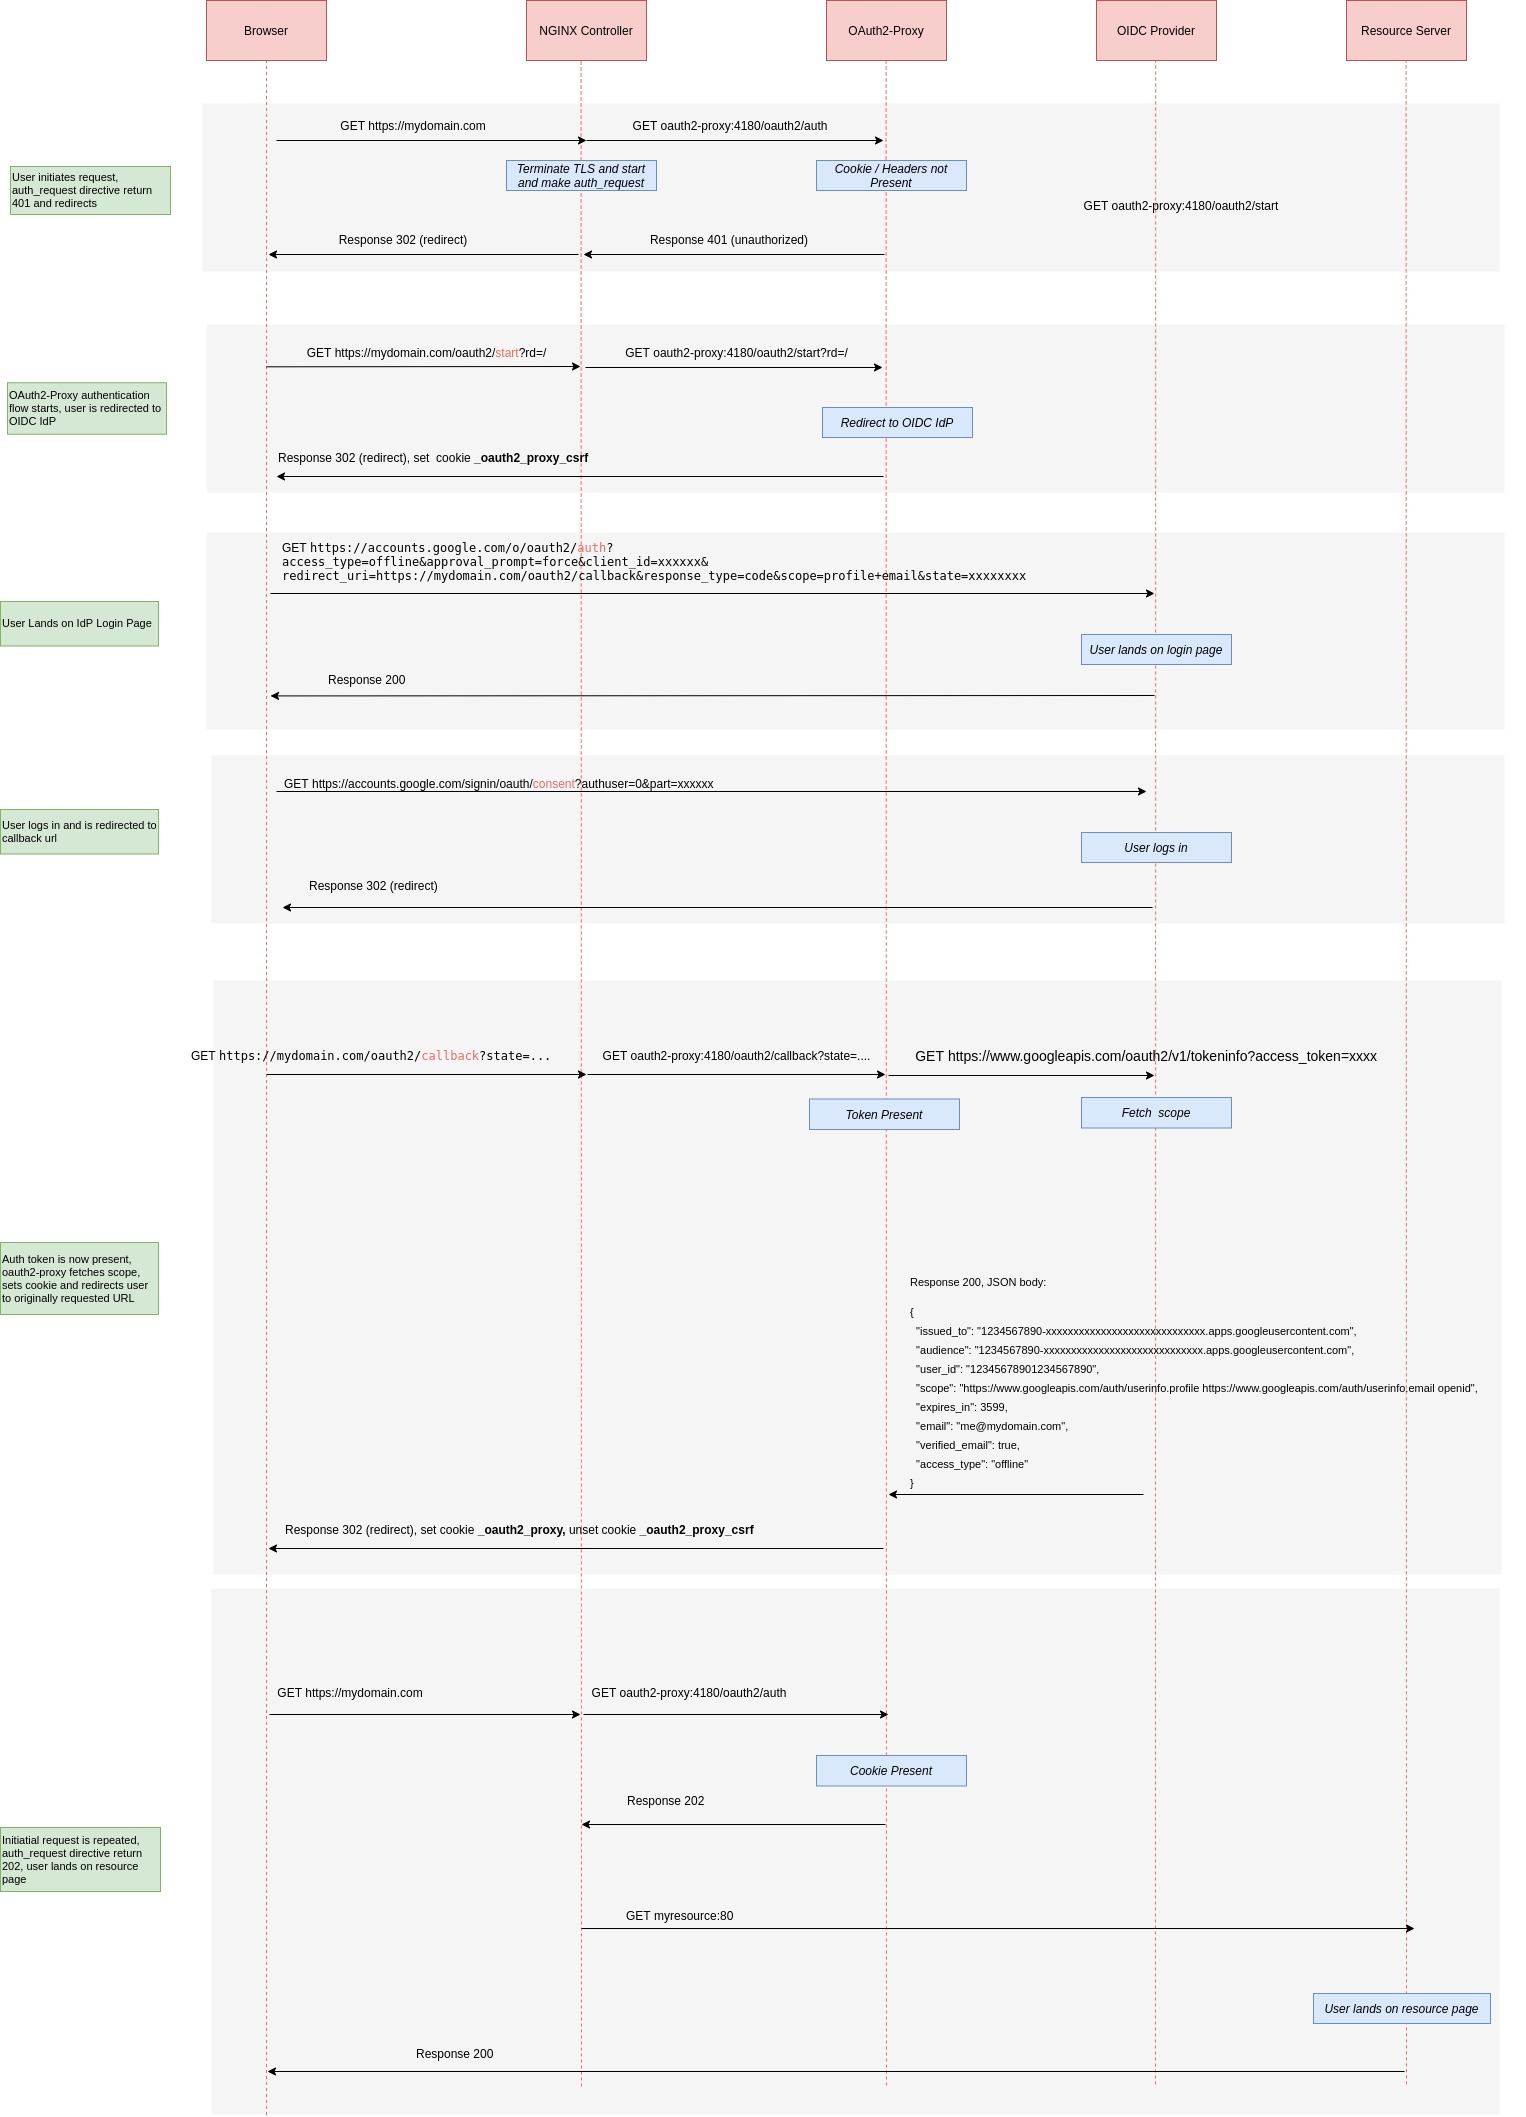 Browser
NGINX Controller
OAuth2-Proxy
OIDC Provider
Resource Server
GET https://mydomain.com
GET oauth2-proxy:4180/oauth2/auth
User initiates request,
auth_request directive return
401 and redirects
Terminate TLS and start
and make auth_request
Cookie / Headers not
Present
GET oauth2-proxy:4180/oauth2/start
Response 302 (redirect)
Response 401 (unauthorized)
GET https://mydomain.com/oauth2/start?rd=/
GET oauth2-proxy:4180/oauth2/start?rd=/
OAuth2-Proxy authentication
flow starts, user is redirected to
OIDC IdP
Redirect to OIDC IdP
Response 302 (redirect), set  cookie _oauth2_proxy_csrf
GET https://accounts.google.com/o/oauth2/auth?
access_type=offline&approval_prompt=force&client_id=xxxxxx&
redirect_uri=https://mydomain.com/oauth2/callback&response_type=code&scope=profile+email&state=xxxxxxxx
User Lands on IdP Login Page
User lands on login page
Response 200
GET https://accounts.google.com/signin/oauth/consent?authuser=0&part=xxxxxx
User logs in and is redirected to
callback url
User logs in
Response 302 (redirect)
GET https://mydomain.com/oauth2/callback?state=...
GET oauth2-proxy:4180/oauth2/callback?state=....
GET https://www.googleapis.com/oauth2/v1/tokeninfo?access_token=xxxx
Token Present
Fetch  scope
Auth token is now present,
oauth2-proxy fetches scope,
sets cookie and redirects user
to originally requested URL
Response 200, JSON body:
{
"issued_to": "1234567890-xxxxxxxxxxxxxxxxxxxxxxxxxxxxx.apps.googleusercontent.com",
"audience": "1234567890-xxxxxxxxxxxxxxxxxxxxxxxxxxxxx.apps.googleusercontent.com",
"user_id": "12345678901234567890",
"scope": "https://www.googleapis.com/auth/userinfo.profile https://www.googleapis.com/auth/userinfo.email openid",
"expires_in": 3599,
"email": "me@mydomain.com",
"verified_email": true,
"access_type": "offline"
}
Response 302 (redirect), set cookie _oauth2_proxy, unset cookie _oauth2_proxy_csrf
GET https://mydomain.com
GET oauth2-proxy:4180/oauth2/auth
Cookie Present
Response 202
Initiatial request is repeated,
auth_request directive return
202, user lands on resource
page
GET myresource:80
User lands on resource page
Response 200